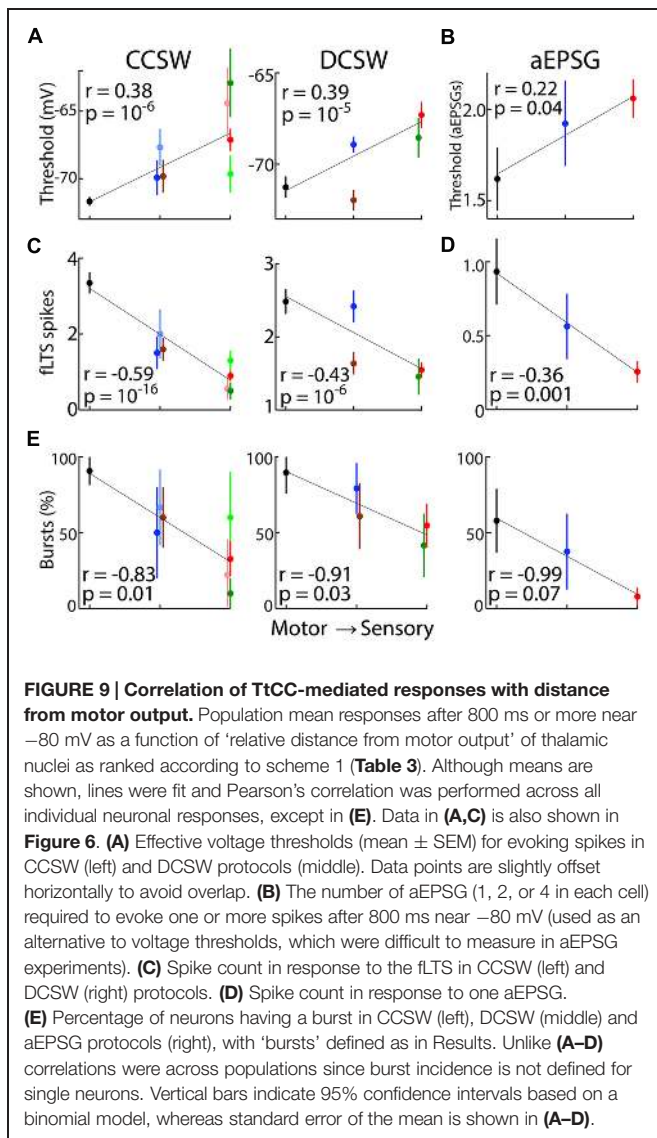 A
CCSW
DCSW
B
aEPSG
Threshold (mV)
-65
-70
r = 0.38
p = 10-6
-65
-70
r = 0.39
p = 10-5
Threshold (aEPSGs)
2.0
1.5
r = 0.22
p = 0.04
C
D
fLTS spikes
4
2
0
r = -0.59
p = 10-16
3
2
1
r = -0.43
p = 10-6
1.0
0.5
0
r = -0.36
p = 0.001
E
Bursts (%)
100
50
0
r = -0.83
p = 0.01
100
50
0
r = -0.91
p = 0.03
100
50
0
r = -0.99
p = 0.07
Motor → Sensory
FIGURE 9 | Correlation of TtCC-mediated responses with distance
from motor output. Population mean responses after 800 ms or more near
−80 mV as a function of ‘relative distance from motor output’ of thalamic
nuclei as ranked according to scheme 1 (Table 3). Although means are
shown, lines were fit and Pearson’s correlation was performed across all
individual neuronal responses, except in (E). Data in (A,C) is also shown in
Figure 6. (A) Effective voltage thresholds (mean ± SEM) for evoking spikes in
CCSW (left) and DCSW protocols (middle). Data points are slightly offset
horizontally to avoid overlap. (B) The number of aEPSG (1, 2, or 4 in each cell)
required to evoke one or more spikes after 800 ms near −80 mV (used as an
alternative to voltage thresholds, which were difficult to measure in aEPSG
experiments). (C) Spike count in response to the fLTS in CCSW (left) and
DCSW (right) protocols. (D) Spike count in response to one aEPSG.
(E) Percentage of neurons having a burst in CCSW (left), DCSW (middle) and
aEPSG protocols (right), with ‘bursts’ defined as in Results. Unlike (A–D)
correlations were across populations since burst incidence is not defined for
single neurons. Vertical bars indicate 95% confidence intervals based on a
binomial model, whereas standard error of the mean is shown in (A–D).